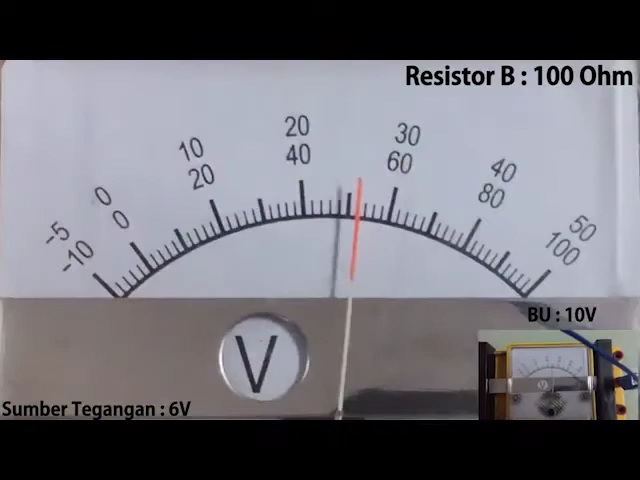 Resistor B : 100 Ohm
-5 0 10 20 30 40 50
-10 0 20 40 60 80 100
V
BU : 10V
Sumber Tegangan : 6V